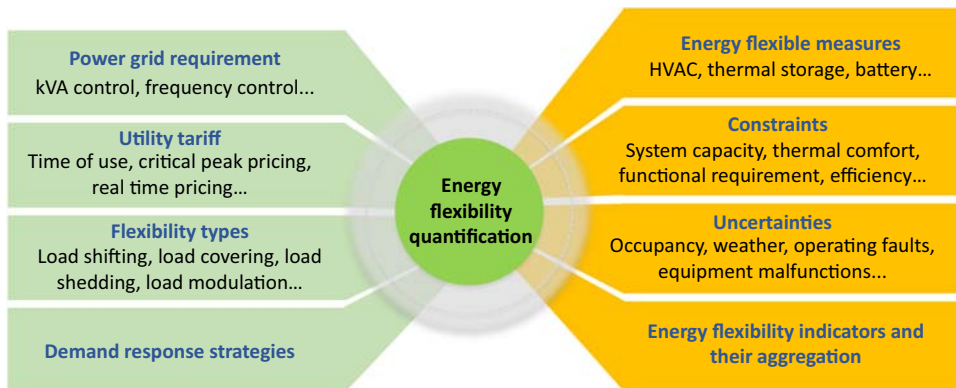 Power grid requirement
kVA control, frequency control...
Utility tariff
Time of use, critical peak pricing,
real time pricing...
Flexibility types
Load shifting, load covering, load
shedding, load modulation...
Demand response strategies
Energy
flexibility
quantification
Energy flexible measures
HVAC, thermal storage, battery...
Constraints
System capacity, thermal comfort,
functional requirement, efficiency...
Uncertainties
Occupancy, weather, operating faults,
equipment malfunctions...
Energy flexibility indicators and
their aggregation